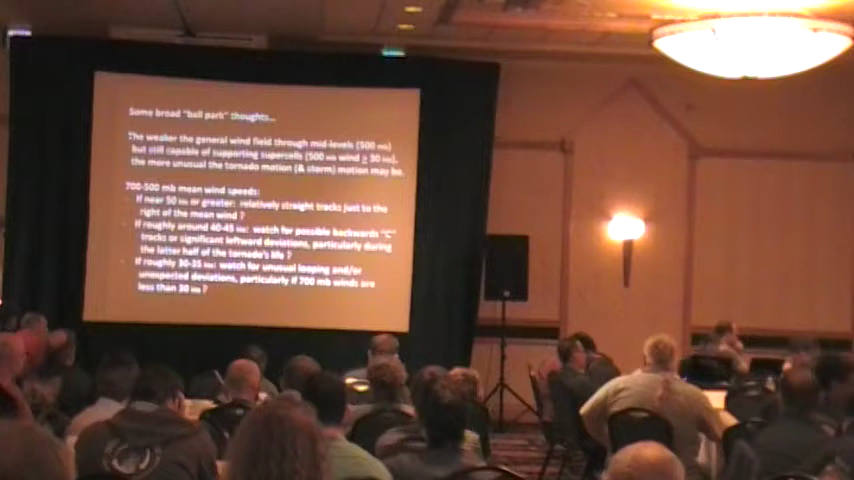 Some broad "ball park" thoughts...
The weaker the general wind field through mid-levels (500 mb)
but still capable of supporting supercells (500 mb wind ≥ 30 kts),
the more unusual the tornado motion (& storm) motion may be.
700-500 mb mean wind speeds:
- If near 50 kts or greater: relatively straight tracks just to the
right of the mean wind ?
- If roughly around 40-45 kts: watch for possible backwards "C"
tracks or significant leftward deviations, particularly during
the latter half of the tornado's life ?
- If roughly 30-35 kts: watch for unusual looping and/or
unexpected deviations, particularly if 700 mb winds are
less than 30 kts ?